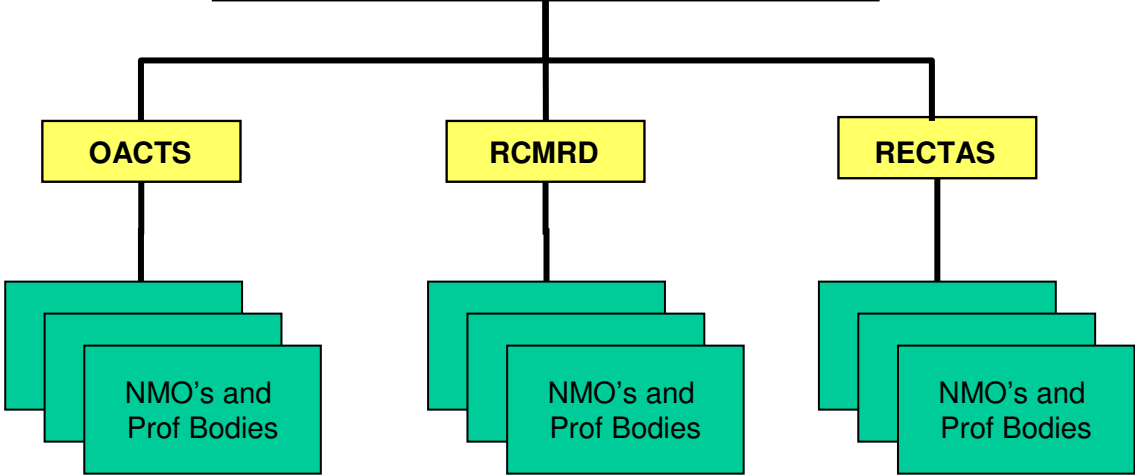 OACTS
RCMRD
RECTAS
NMO’s and
Prof Bodies
NMO’s and
Prof Bodies
NMO’s and
Prof Bodies